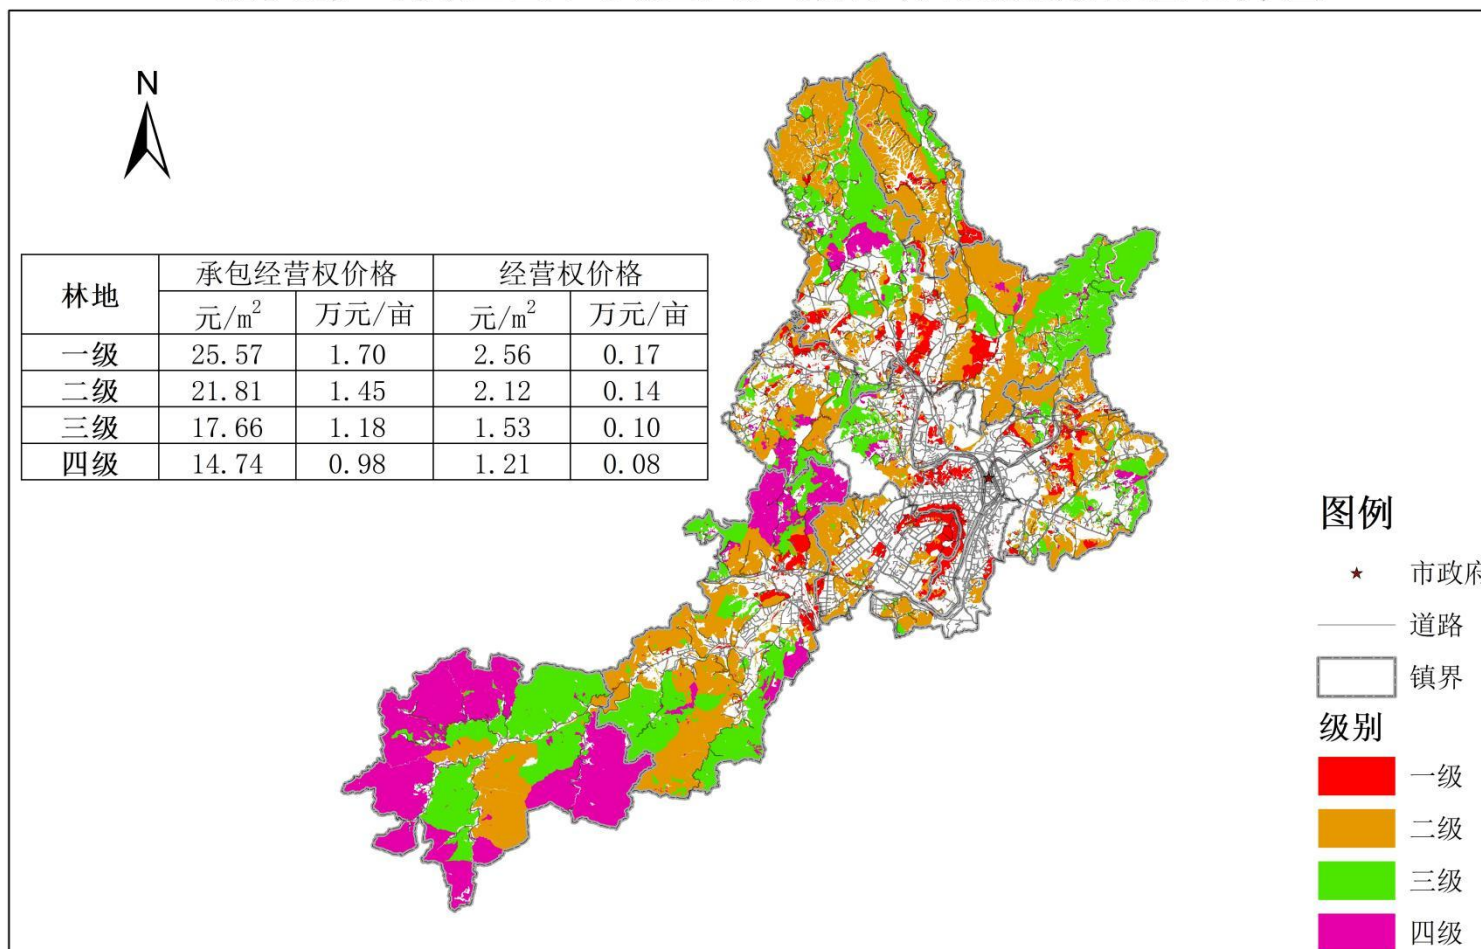 N
林地 承包经营权价格 经营权价格
元/m² 万元/亩 元/m² 万元/亩
一级 25.57 1.70 2.56 0.17
二级 21.81 1.45 2.12 0.14
三级 17.66 1.18 1.53 0.10
四级 14.74 0.98 1.21 0.08
图例
市政府
道路
镇界
级别
一级
二级
三级
四级